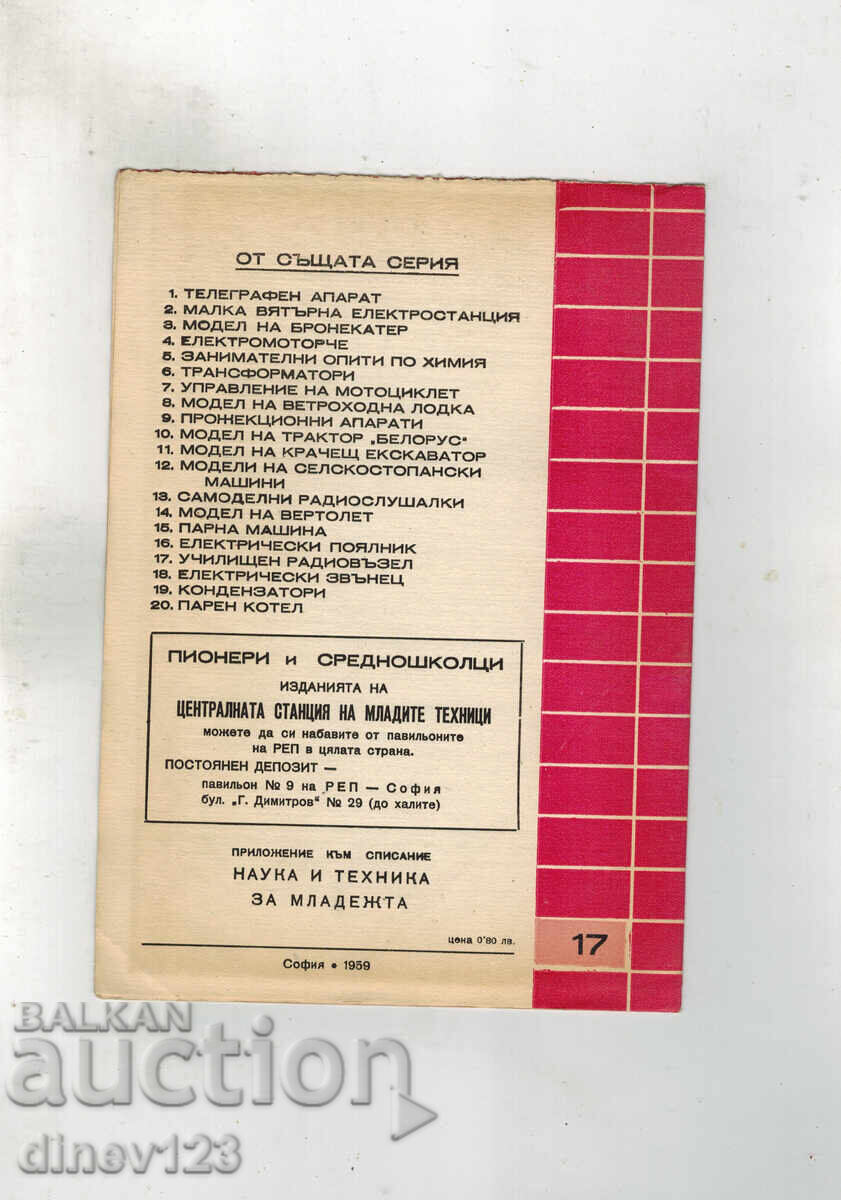 ОТ СЪЩАТА СЕРИЯ
1. ТЕЛЕГРАФЕН АПАРАТ
2. МАЛКА ВЯТЪРНА ЕЛЕКТРОСТАНЦИЯ
3. МОДЕЛ НА БРОНЕКАТЕР
4. ЕЛЕКТРОМОТОРЧЕ
5. ЗАНИМАТЕЛНИ ОПИТИ ПО ХИМИЯ
6. ТРАНСФОРМАТОРИ
7. УПРАВЛЕНИЕ НА МОТОЦИКЛЕТ
8. МОДЕЛ НА ВЕТРОХОДНА ЛОДКА
9. ПРОЖЕКЦИОННИ АПАРАТИ
10. МОДЕЛ НА ТРАКТОР „БЕЛОРУС“
11. МОДЕЛ НА КРАЧЕЩ ЕКСКАВАТОР
12. МОДЕЛИ НА СЕЛСКОСТОПАНСКИ
МАШИНИ
13. САМОДЕЛНИ РАДИОСЛУШАЛКИ
14. МОДЕЛ НА ВЕРТОЛЕТ
15. ПАРНА МАШИНА
16. ЕЛЕКТРИЧЕСКИ ПОЯЛНИК
17. УЧИЛИЩЕН РАДИОВЪЗЕЛ
18. ЕЛЕКТРИЧЕСКИ ЗВЪНЕЦ
19. КОНДЕНЗАТОРИ
20. ПАРЕН КОТЕЛ
ПИОНЕРИ и СРЕДНОШКОЛЦИ
ИЗДАНИЯТА НА
ЦЕНТРАЛНАТА СТАНЦИЯ НА МЛАДИТЕ ТЕХНИЦИ
можете да си набавите от павильоните
на РЕП в цялата страна.
ПОСТОЯНЕН ДЕПОЗИТ —
павильон № 9 на РЕП — София
бул. „Г. Димитров“ № 29 (до халите)
ПРИЛОЖЕНИЕ КЪМ СПИСАНИЕ
НАУКА И ТЕХНИКА
ЗА МЛАДЕЖТА
цена 0'80 лв.
17
София • 1959
BALKAN
auction
dinev123